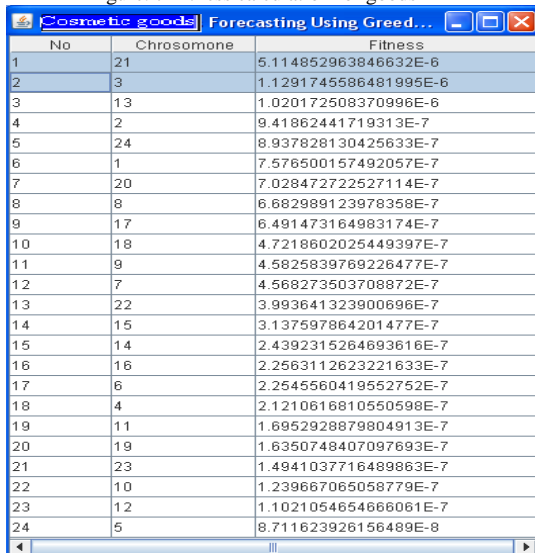 Cosmetic goods Forecasting Using Greed...
No Chrosomone Fitness
1 21 5.114852963846632E-6
2 3 1.1291745586481995E-6
3 13 1.020172508370996E-6
4 2 9.41862441719313E-7
5 24 8.937828130425633E-7
6 1 7.576500157492057E-7
7 20 7.028472722527114E-7
8 8 6.682989123978358E-7
9 17 6.491473164983174E-7
10 18 4.7218602025449397E-7
11 9 4.5825839769226477E-7
12 7 4.568273503708872E-7
13 22 3.993641323900696E-7
14 15 3.137597864201477E-7
15 14 2.4392315264693616E-7
16 16 2.2563112623221633E-7
17 6 2.2545560419552752E-7
18 4 2.1210616810550598E-7
19 11 1.6952928879804913E-7
20 19 1.6350748407097693E-7
21 23 1.4941037716489863E-7
22 10 1.239667065058779E-7
23 12 1.1021054654666061E-7
24 5 8.711623926156489E-8